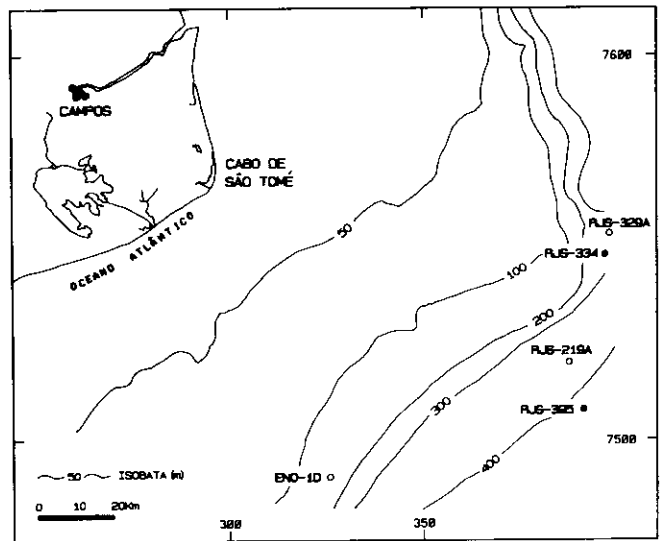 7600
CAMPOS
CABO DE
SÃO TOMÉ
OCEANO ATLÂNTICO
50
RJS-329A
RJS-334
100
200
RJS-219A
300
RJS-395
7500
400
50 ISOBATA (m)
ENO-1D
0 10 20Km
300 350